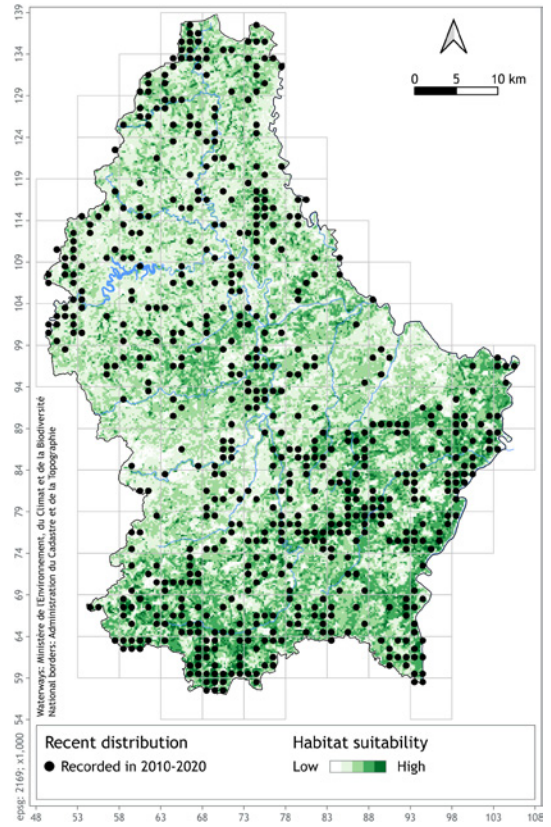 139
134
129
124
119
114
109
104
99
94
89
84
79
74
69
64
59
54
0 5 10 km
Waterways: Ministère de l'Environnement, du Climat et de la Biodiversité
National borders: Administration du Cadastre et de la Topographie
Recent distribution
Recorded in 2010-2020
Habitat suitability
Low High
epsg: 2169; x1,000
48 53 58 63 68 73 78 83 88 93 98 103 108